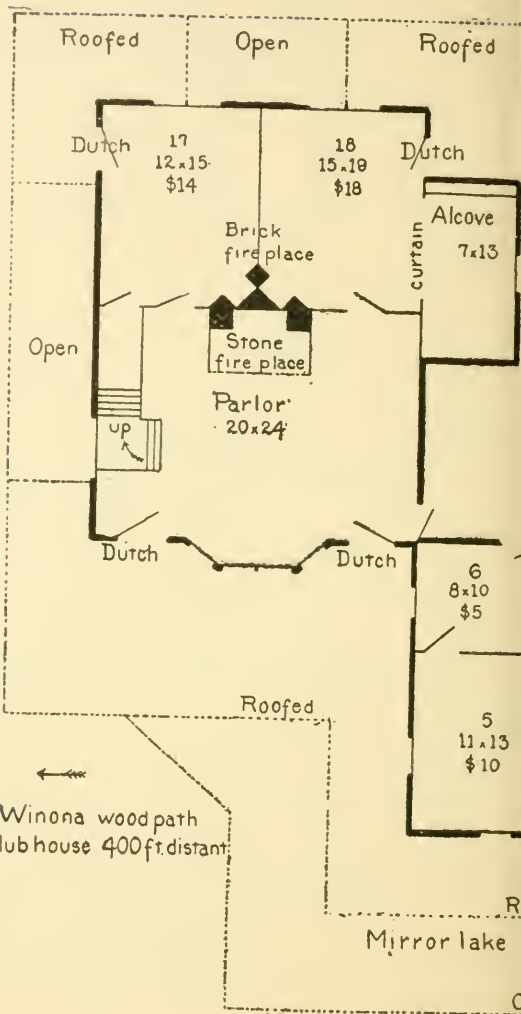 Roofed
Open
Roofed
Dutch
17
12x15
$14
18
15x19
$18
Dutch
Brick
fire place
curtain
Alcove
7x13
Open
Stone
fire place
Parlor
20x24
up
Dutch
Dutch
6
8x10
$5
5
11x13
$10
Roofed
Winona wood path
lub house 400 ft. distant
R
Mirror lake